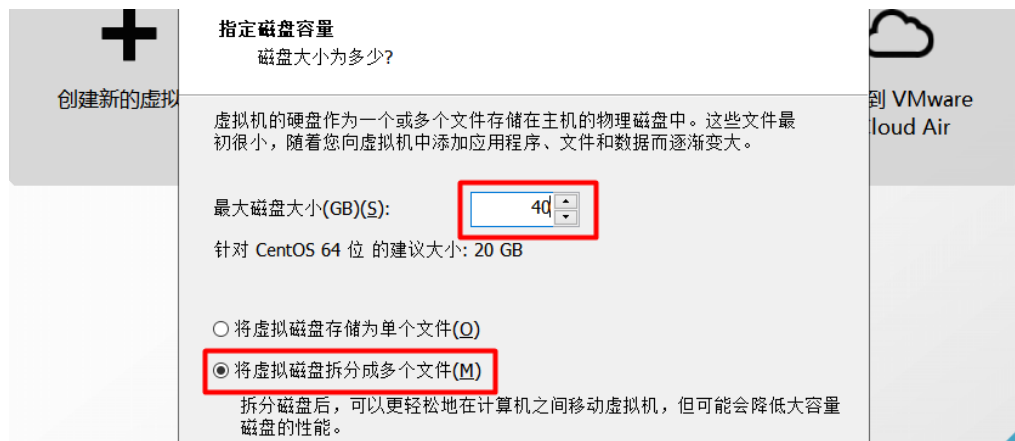 指定磁盘容量
磁盘大小为多少?
创建新的虚拟
到 VMware
loud Air
虚拟机的硬盘作为一个或多个文件存储在主机的物理磁盘中。这些文件最
初很小，随着您向虚拟机中添加应用程序、文件和数据而逐渐变大。
最大磁盘大小(GB)(S): 40
针对 CentOS 64 位 的建议大小: 20 GB
将虚拟磁盘存储为单个文件(O)
将虚拟磁盘拆分成多个文件(M)
拆分磁盘后，可以更轻松地在计算机之间移动虚拟机，但可能会降低大容量
磁盘的性能。